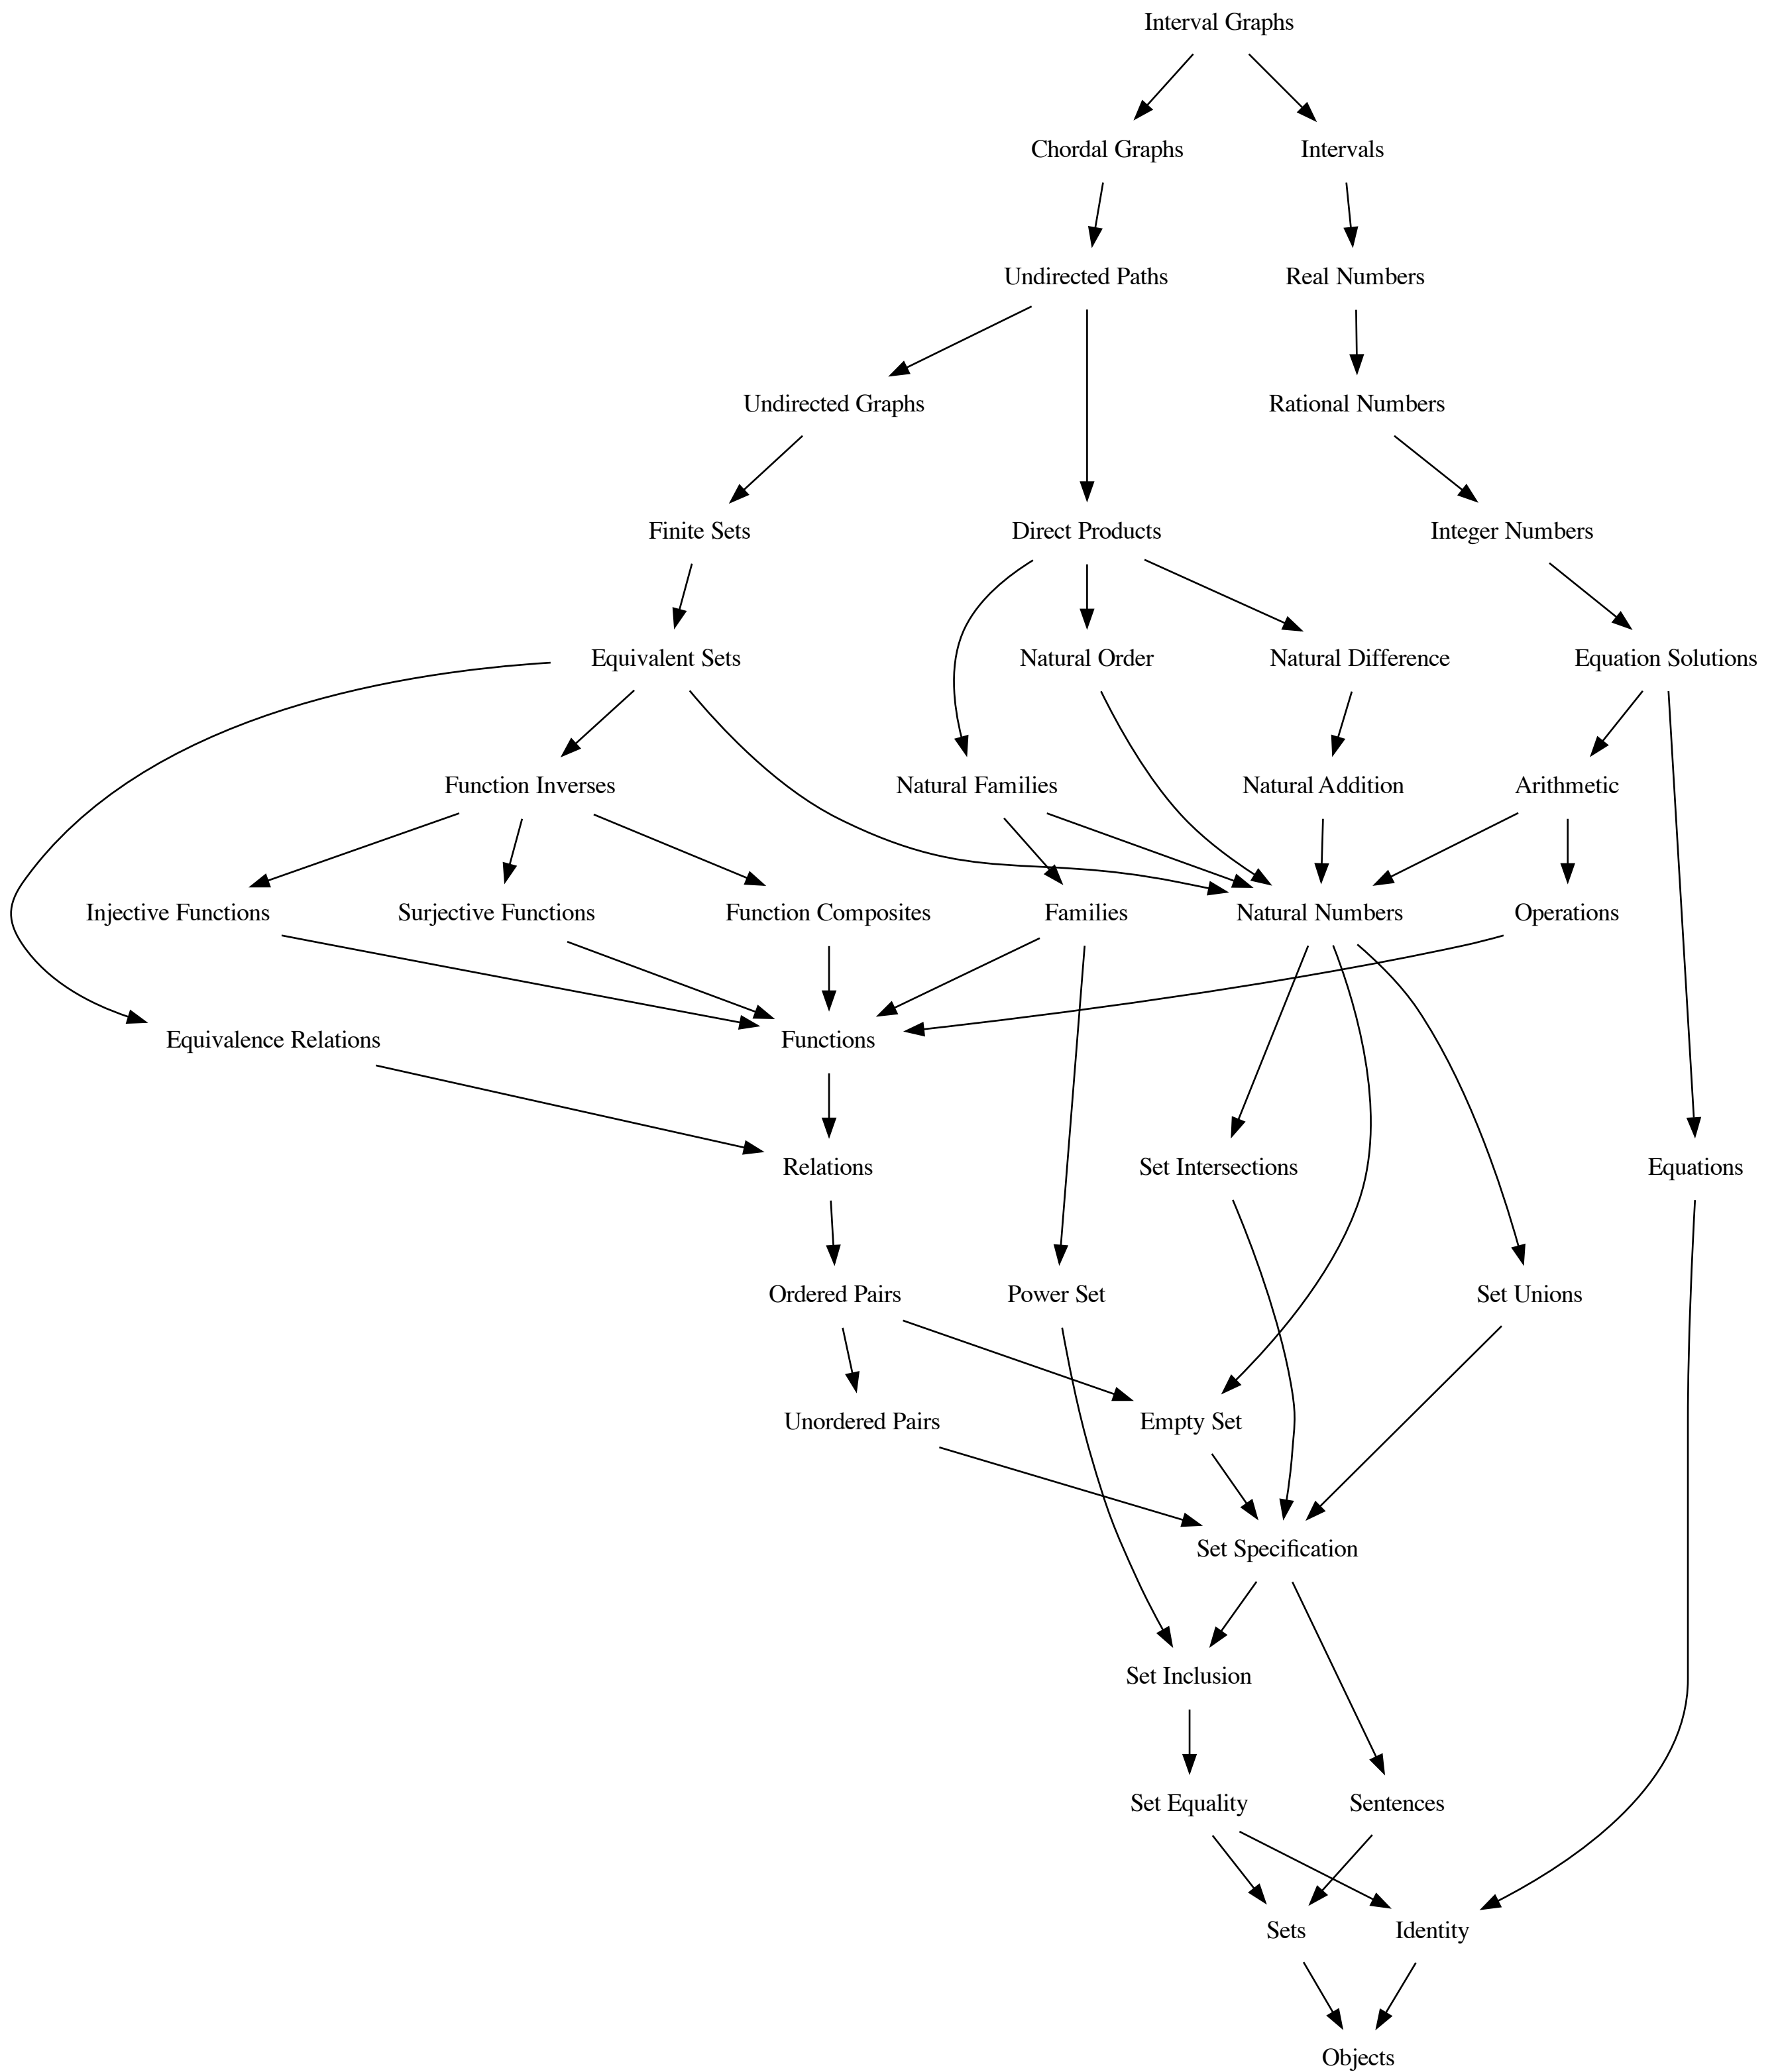 Interval Graphs
Chordal Graphs
Intervals
Undirected Paths
Real Numbers
Undirected Graphs
Rational Numbers
Finite Sets
Direct Products
Integer Numbers
Equivalent Sets
Natural Order
Natural Difference
Equation Solutions
Function Inverses
Natural Families
Natural Addition
Arithmetic
Injective Functions
Surjective Functions
Function Composites
Families
Natural Numbers
Operations
Equivalence Relations
Functions
Relations
Set Intersections
Equations
Ordered Pairs
Power Set
Set Unions
Unordered Pairs
Empty Set
Set Specification
Set Inclusion
Set Equality
Sentences
Sets
Identity
Objects